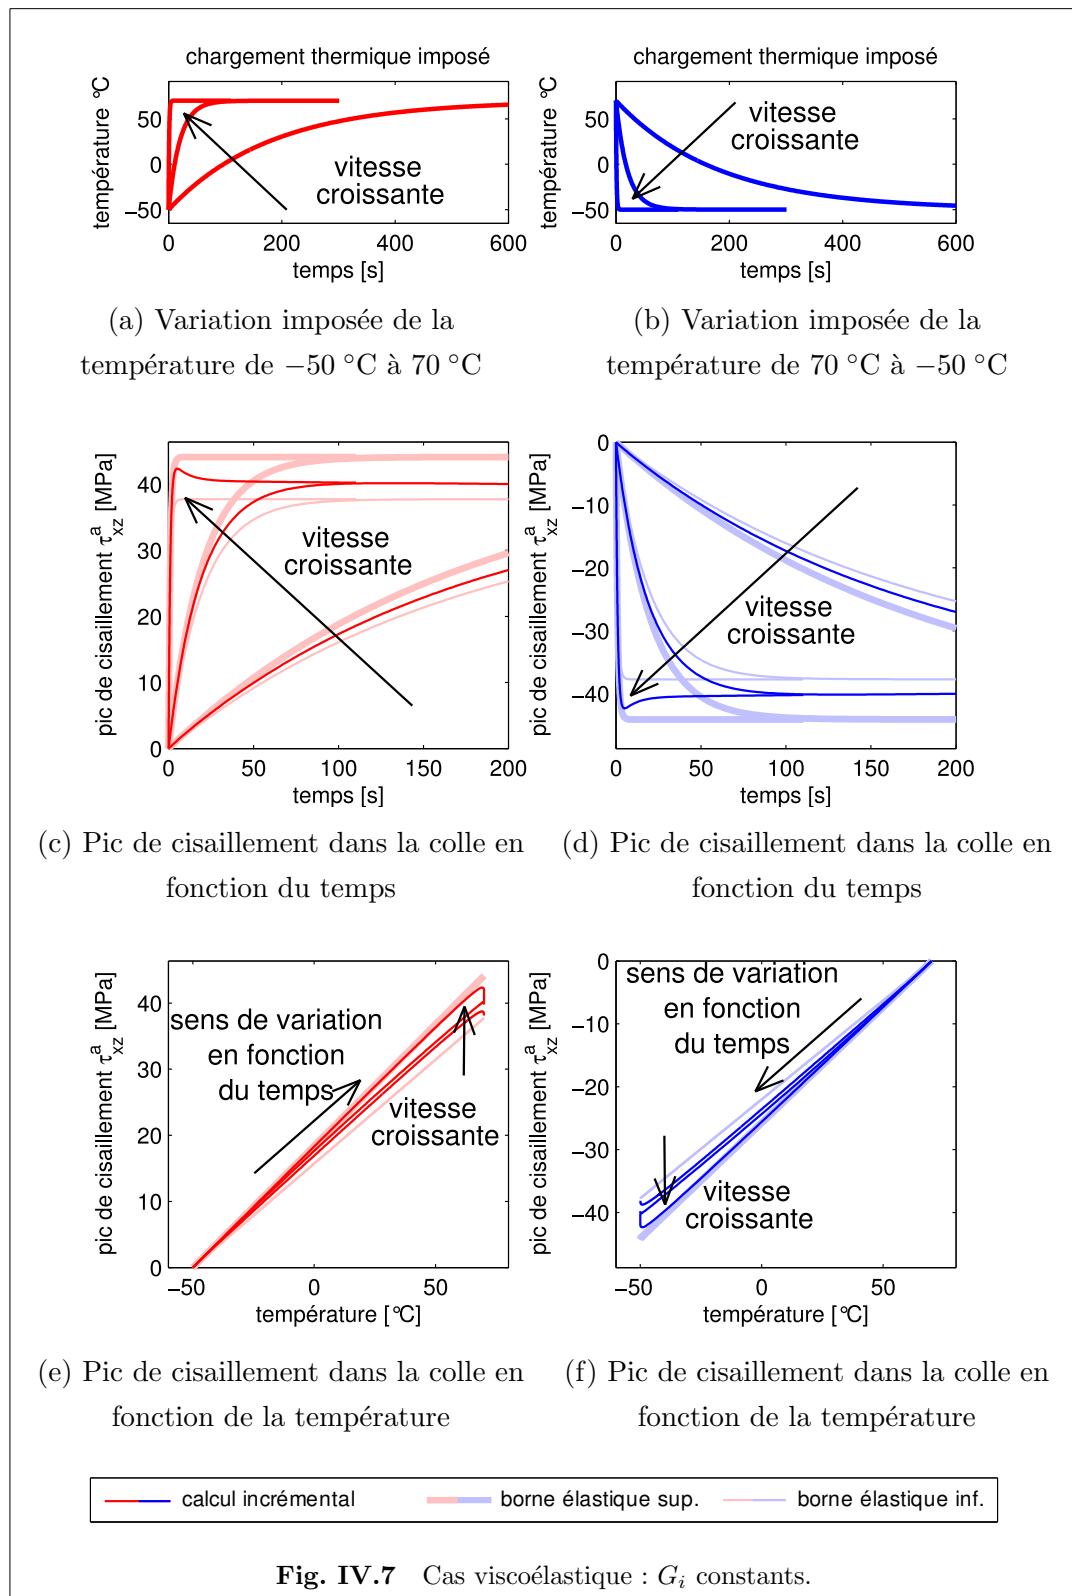 chargement thermique imposé
température °C
50
0
−50
vitesse
croissante
0
200
400
600
temps [s]
(a) Variation imposée de la
température de −50 °C à 70 °C
chargement thermique imposé
température °C
50
0
−50
vitesse
croissante
0
200
400
600
temps [s]
(b) Variation imposée de la
température de 70 °C à −50 °C
pic de cisaillement τ^a_xz [MPa]
40
30
20
10
0
vitesse
croissante
0
50
100
150
200
temps [s]
(c) Pic de cisaillement dans la colle en
fonction du temps
pic de cisaillement τ^a_xz [MPa]
0
−10
−20
−30
−40
vitesse
croissante
0
50
100
150
200
temps [s]
(d) Pic de cisaillement dans la colle en
fonction du temps
pic de cisaillement τ^a_xz [MPa]
40
30
20
10
0
sens de variation
en fonction
du temps
vitesse
croissante
−50
0
50
température [°C]
(e) Pic de cisaillement dans la colle en
fonction de la température
pic de cisaillement τ^a_xz [MPa]
0
−10
−20
−30
−40
sens de variation
en fonction
du temps
vitesse
croissante
−50
0
50
température [°C]
(f) Pic de cisaillement dans la colle en
fonction de la température
calcul incrémental
borne élastique sup.
borne élastique inf.
Fig. IV.7 Cas viscoélastique : G_i constants.